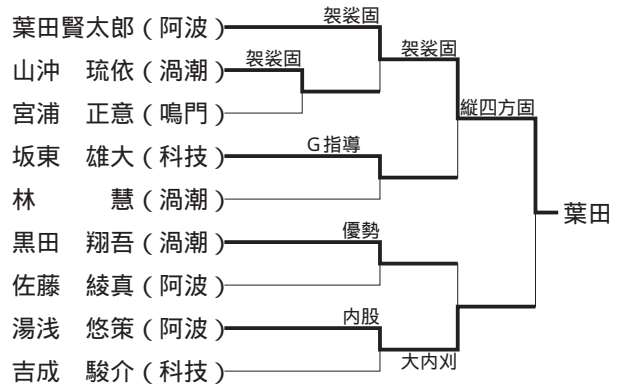 葉田賢太郎(阿波)
山沖 琉依(渦潮)
宮浦 正意(鳴門)
坂東 雄大(科技)
林 慧(渦潮)
黒田 翔吾(渦潮)
佐藤 綾真(阿波)
湯浅 悠策(阿波)
吉成 駿介(科技)
袈裟固
袈裟固
袈裟固
縦四方固
G指導
優勢
内股
大内刈
葉田